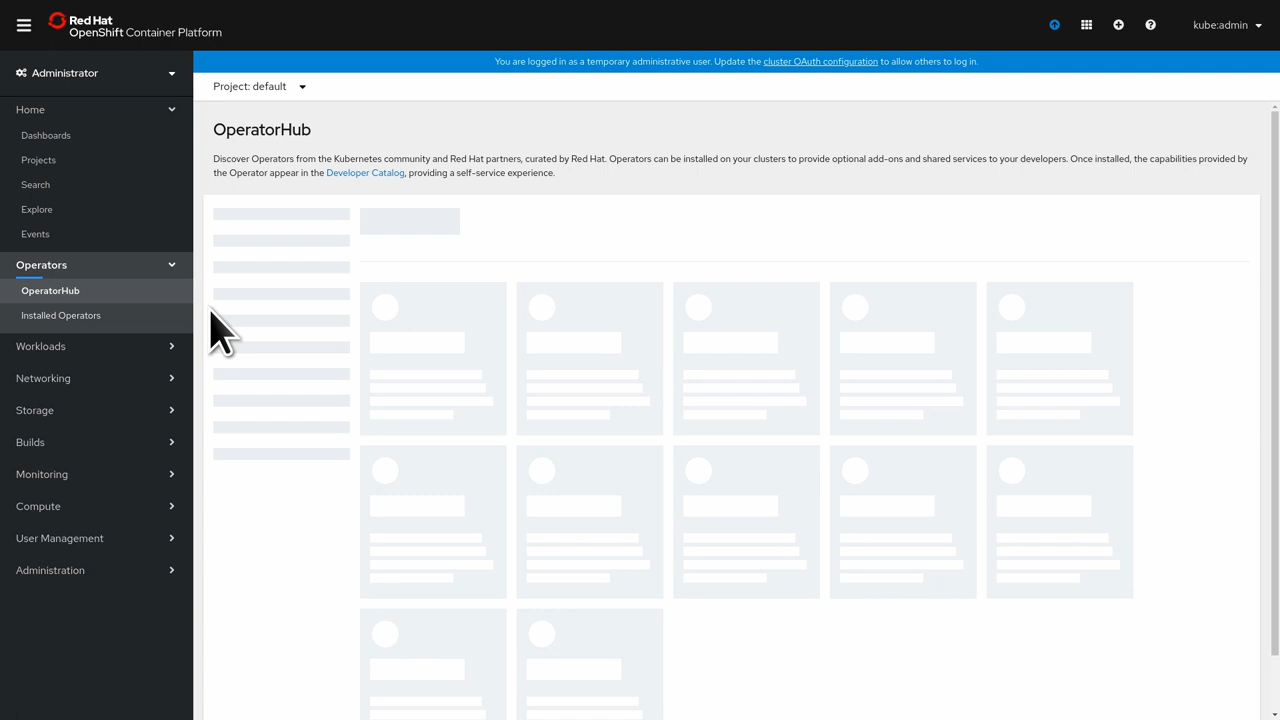 Red Hat
OpenShift Container Platform
kube:admin
Administrator
You are logged in as a temporary administrative user. Update the cluster OAuth configuration to allow others to log in.
Project: default
Home
Dashboards
Projects
Search
Explore
Events
Operators
OperatorHub
Installed Operators
Workloads
Networking
Storage
Builds
Monitoring
Compute
User Management
Administration
OperatorHub
Discover Operators from the Kubernetes community and Red Hat partners, curated by Red Hat. Operators can be installed on your clusters to provide optional add-ons and shared services to your developers. Once installed, the capabilities provided by
the Operator appear in the Developer Catalog, providing a self-service experience.